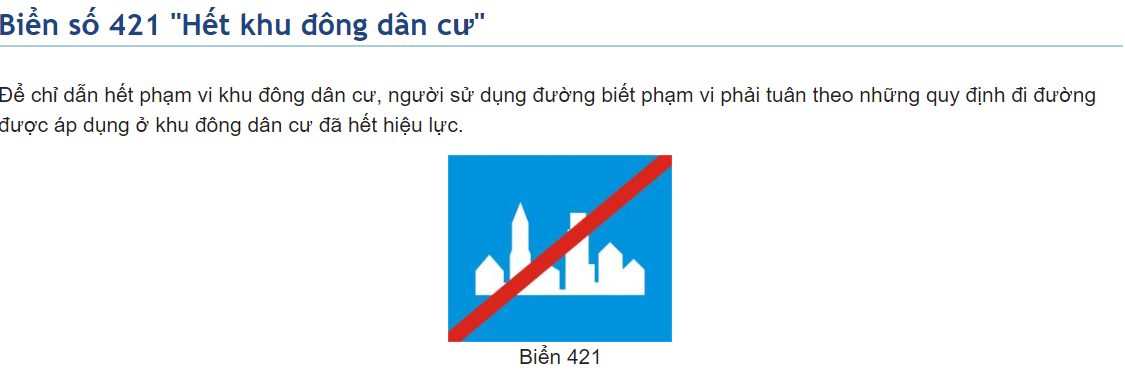 Biển số 421 "Hết khu đông dân cư"
Để chỉ dẫn hết phạm vi khu đông dân cư, người sử dụng đường biết phạm vi phải tuân theo những quy định đi đường
được áp dụng ở khu đông dân cư đã hết hiệu lực.
Biển 421